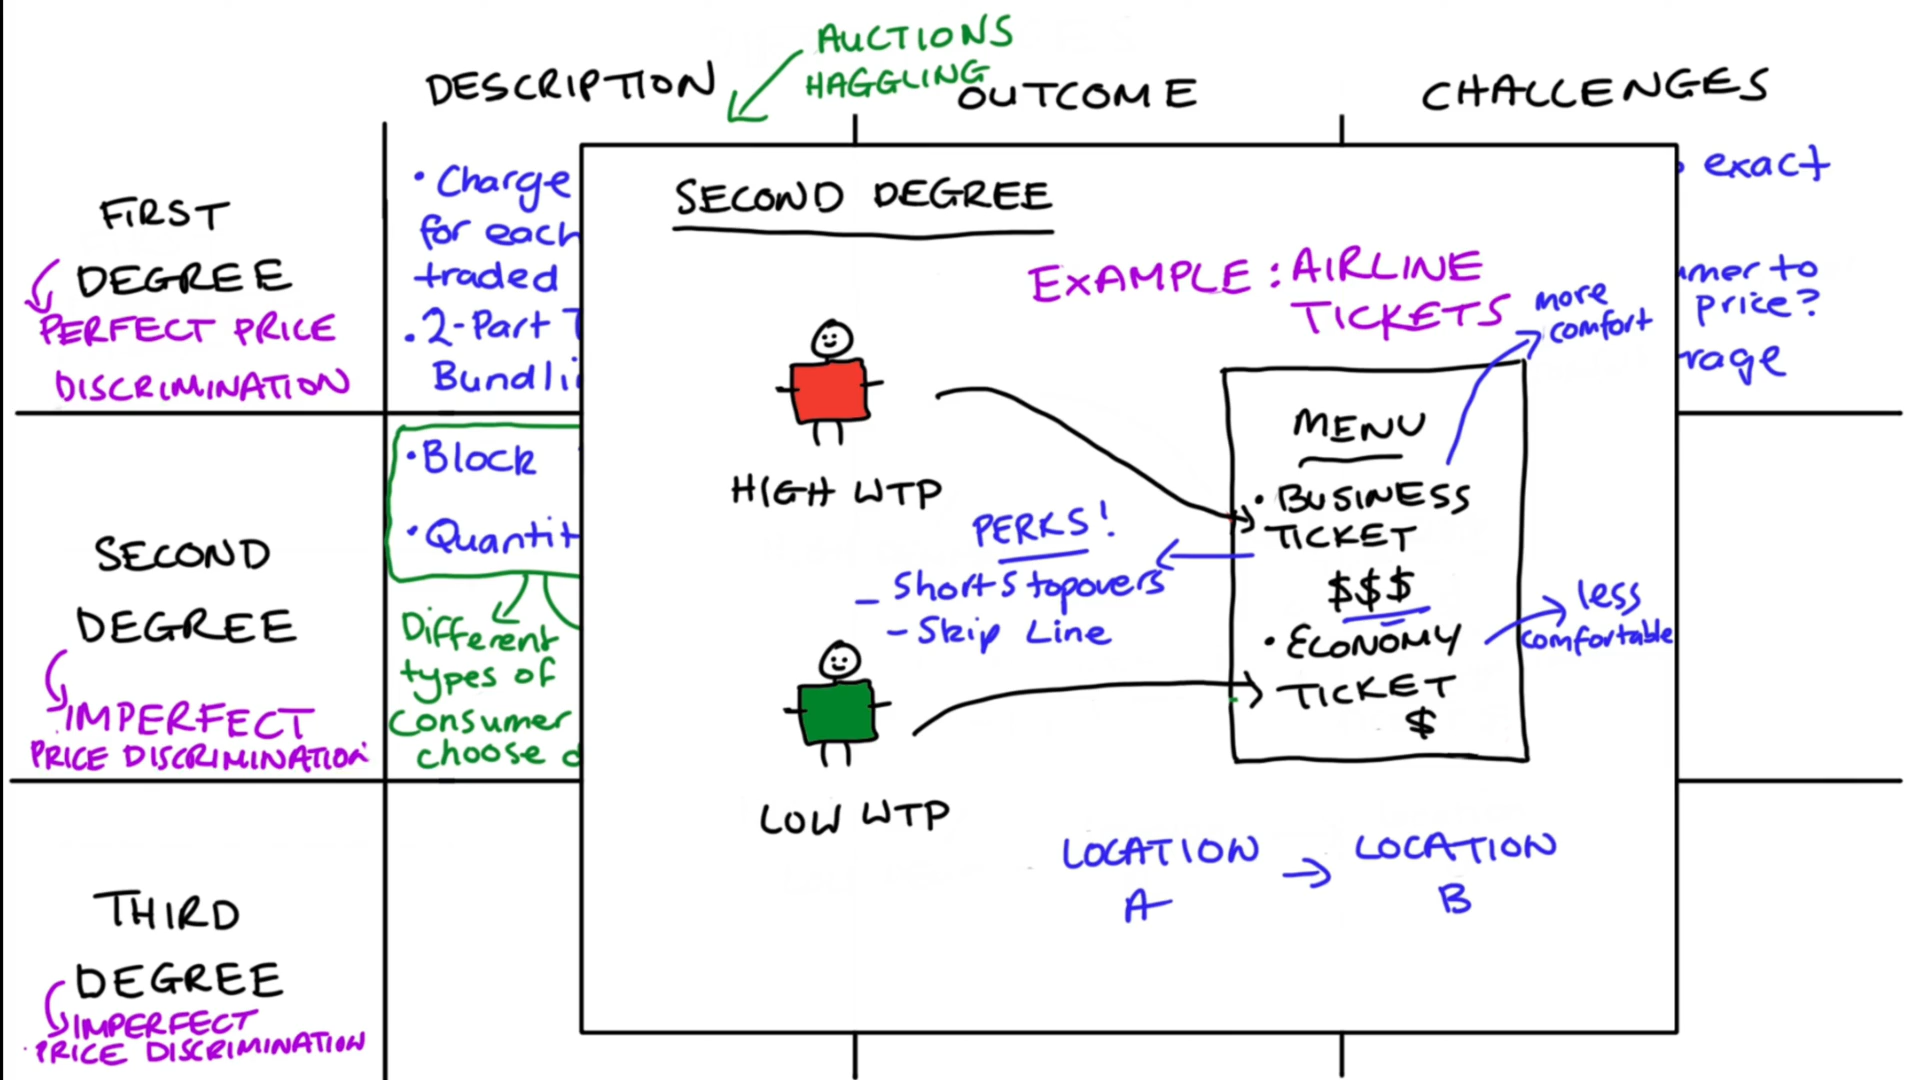 AUCTIONS
HAGGLING
DESCRIPTION
OUTCOME
CHALLENGES
FIRST
DEGREE
PERFECT PRICE
DISCRIMINATION
• Charge
for each
traded
• 2-Part
Bundli
exact
umer to
price?
rage
SECOND
DEGREE
IMPERFECT
PRICE DISCRIMINATION
• Block
• Quantit
Different
types of
consumer
choose
THIRD
DEGREE
IMPERFECT
PRICE DISCRIMINATION
SECOND DEGREE
EXAMPLE: AIRLINE
TICKETS
more
comfort
HIGH WTP
PERKS!
- Short Stopovers
- Skip Line
MENU
• BUSINESS
TICKET
$$$
• ECONOMY
TICKET
$
less
comfortable
LOW WTP
LOCATION
A
→
LOCATION
B